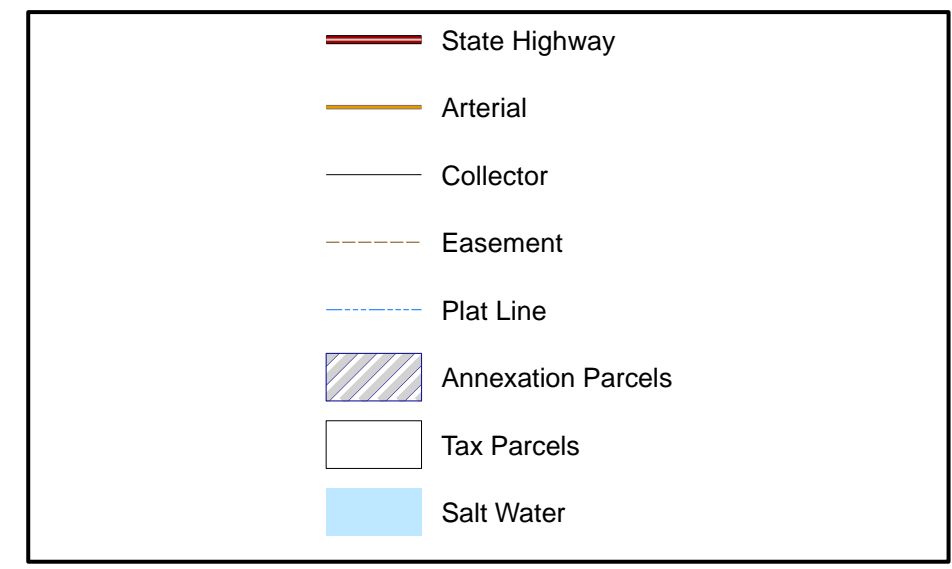 State Highway
Arterial
Collector
Easement
Plat Line
Annexation Parcels
Tax Parcels
Salt Water